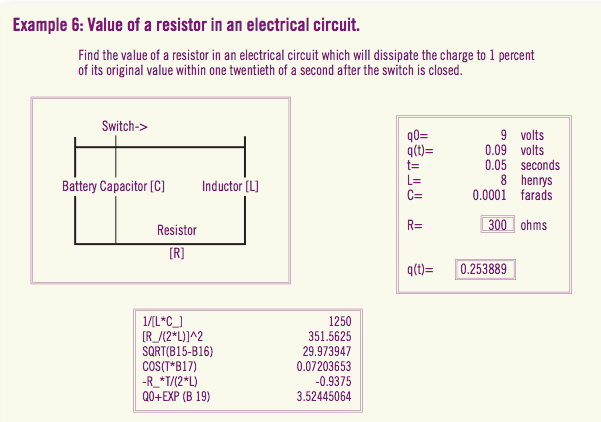 Example 6: Value of a resistor in an electrical circuit.
Find the value of a resistor in an electrical circuit which will dissipate the charge to 1 percent
of its original value within one twentieth of a second after the switch is closed.
Switch->
Battery Capacitor [C] Inductor [L]
Resistor
[R]
q0= 9 volts
q(t)= 0.09 volts
t= 0.05 seconds
L= 8 henrys
C= 0.0001 farads
R= 300 ohms
q(t)= 0.253889
1/[L*C_] 1250
[R_/(2*L)]^2 351.5625
SQRT(B15-B16) 29.973947
COS(T*B17) 0.07203653
-R_*T/(2*L) -0.9375
Q0+EXP (B 19) 3.52445064